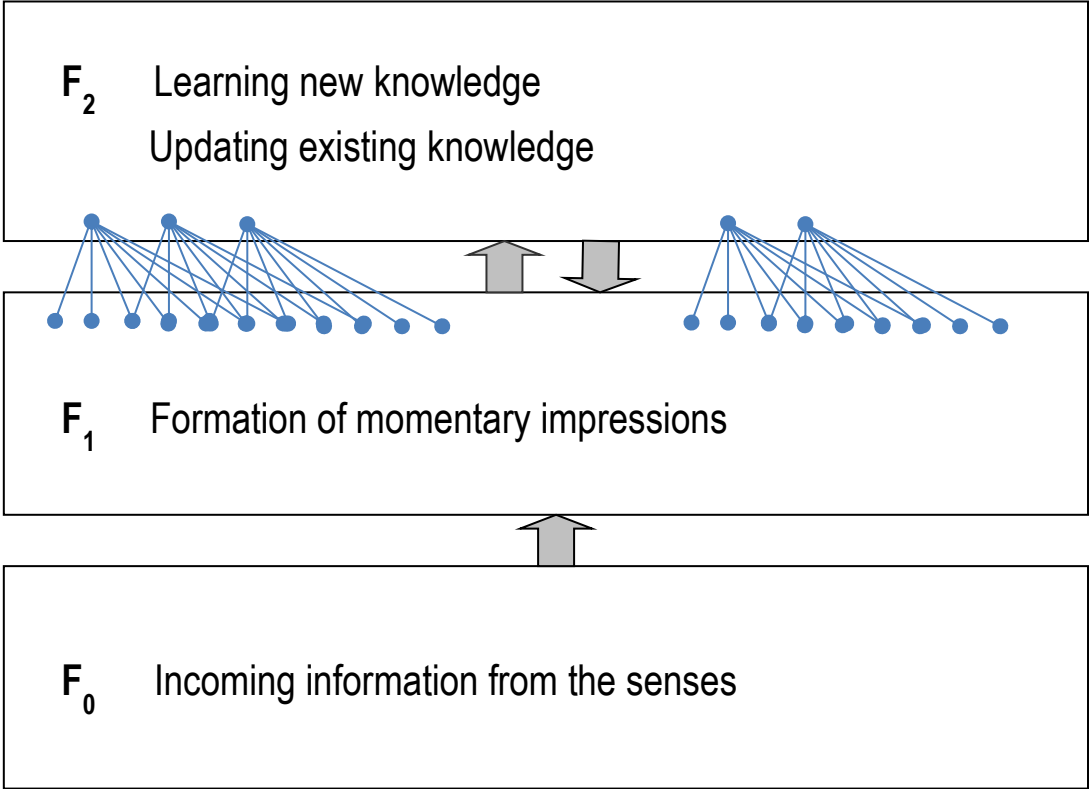 F2 Learning new knowledge
Updating existing knowledge
F1 Formation of momentary impressions
F0 Incoming information from the senses